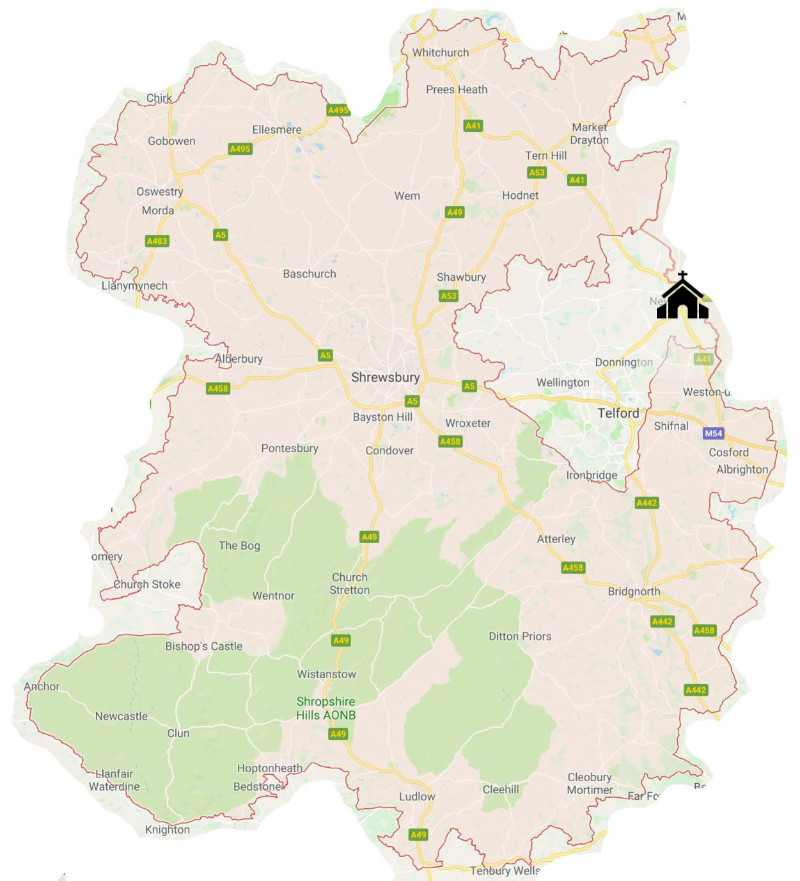 M
Whitchurch
Prees Heath
Chirk
A495
Ellesmere
A41
Market
Drayton
Gobowen
A495
Tern Hill
A53
A41
Oswestry
Wem
Hodnet
Morda
A49
A5
A483
Baschurch
Shawbury
Llanymynech
A53
Ne
Alberbury
A5
Donnington
A41
Shrewsbury
Wellington
A458
A5
Weston-u
A5
Bayston Hill
Telford
Wroxeter
Shifnal
M54
A458
Pontesbury
Condover
Cosford
Albrighton
Ironbridge
A442
A49
The Bog
Atterley
omery
A458
Church Stoke
Church
Stretton
Wentnor
Bridgnorth
A442
A458
Bishop's Castle
A49
Ditton Priors
Wistanstow
Anchor
A442
Shropshire
Hills AONB
Newcastle
Clun
A49
Llanfair
Waterdine
Hoptonheath
Bedstone
Cleobury
Mortimer
Cleehill
Ludlow
Far Fo
Knighton
A49
Tenbury Wells